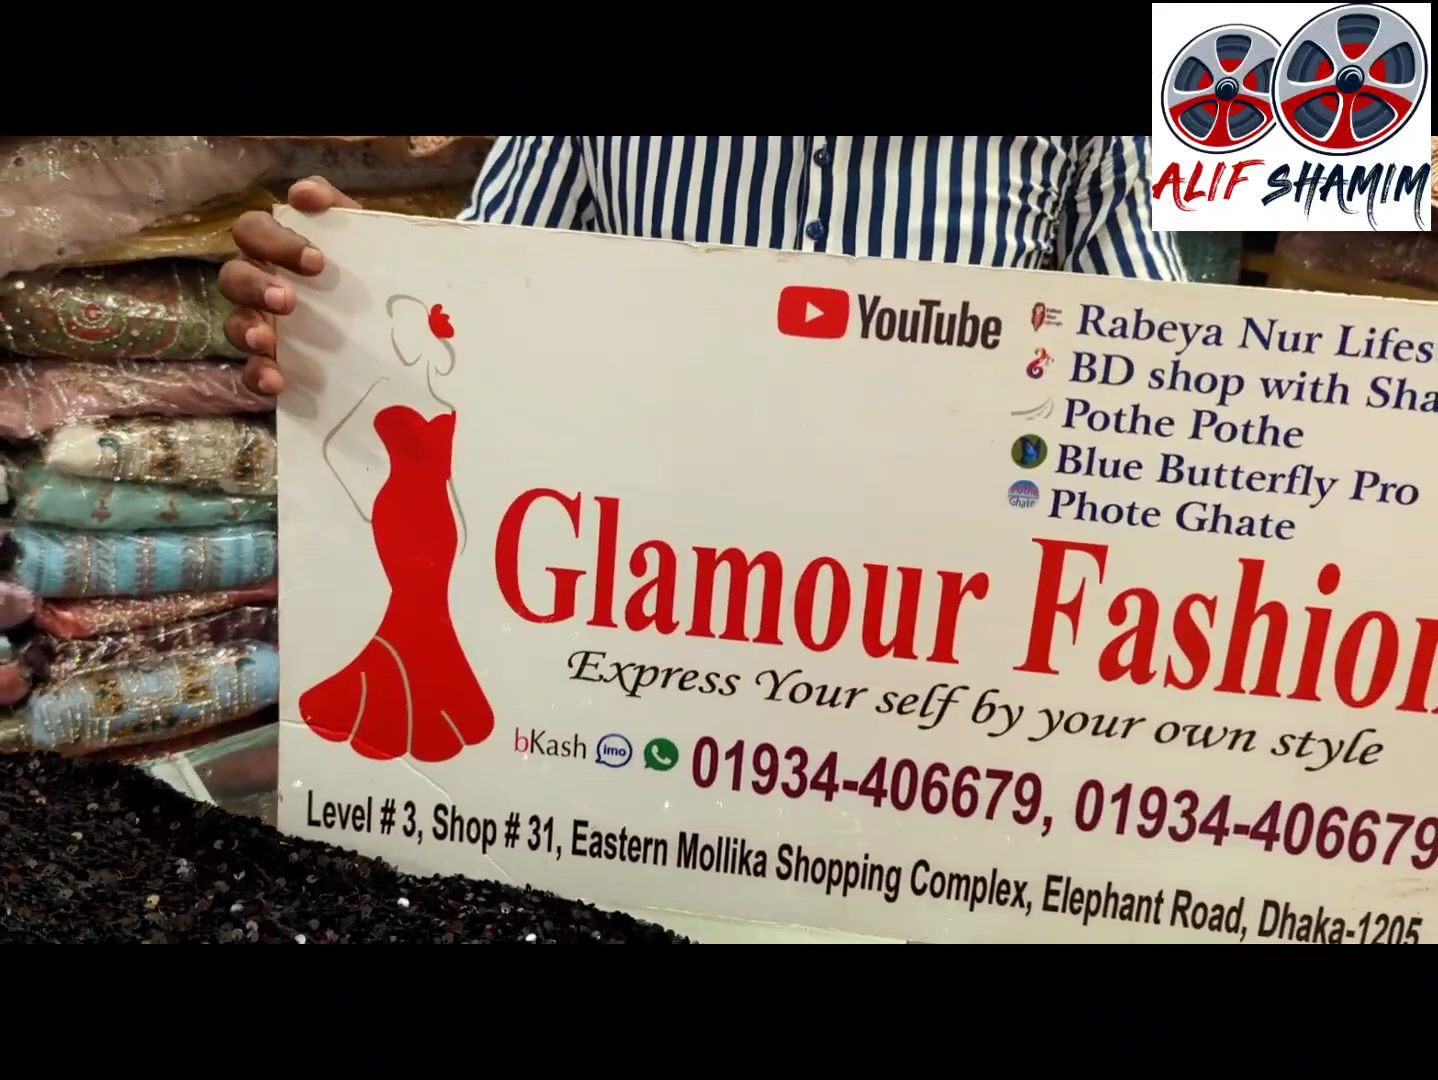 ALIF SHAMIM
YouTube
Rabeya Nur Lifes
BD shop with Sha
Pothe Pothe
Blue Butterfly Pro
Phote Ghate
Glamour Fashion
Express Your self by your own style
bKash imo 01934-406679, 01934-406679
Level # 3, Shop # 31, Eastern Mollika Shopping Complex, Elephant Road, Dhaka-1205